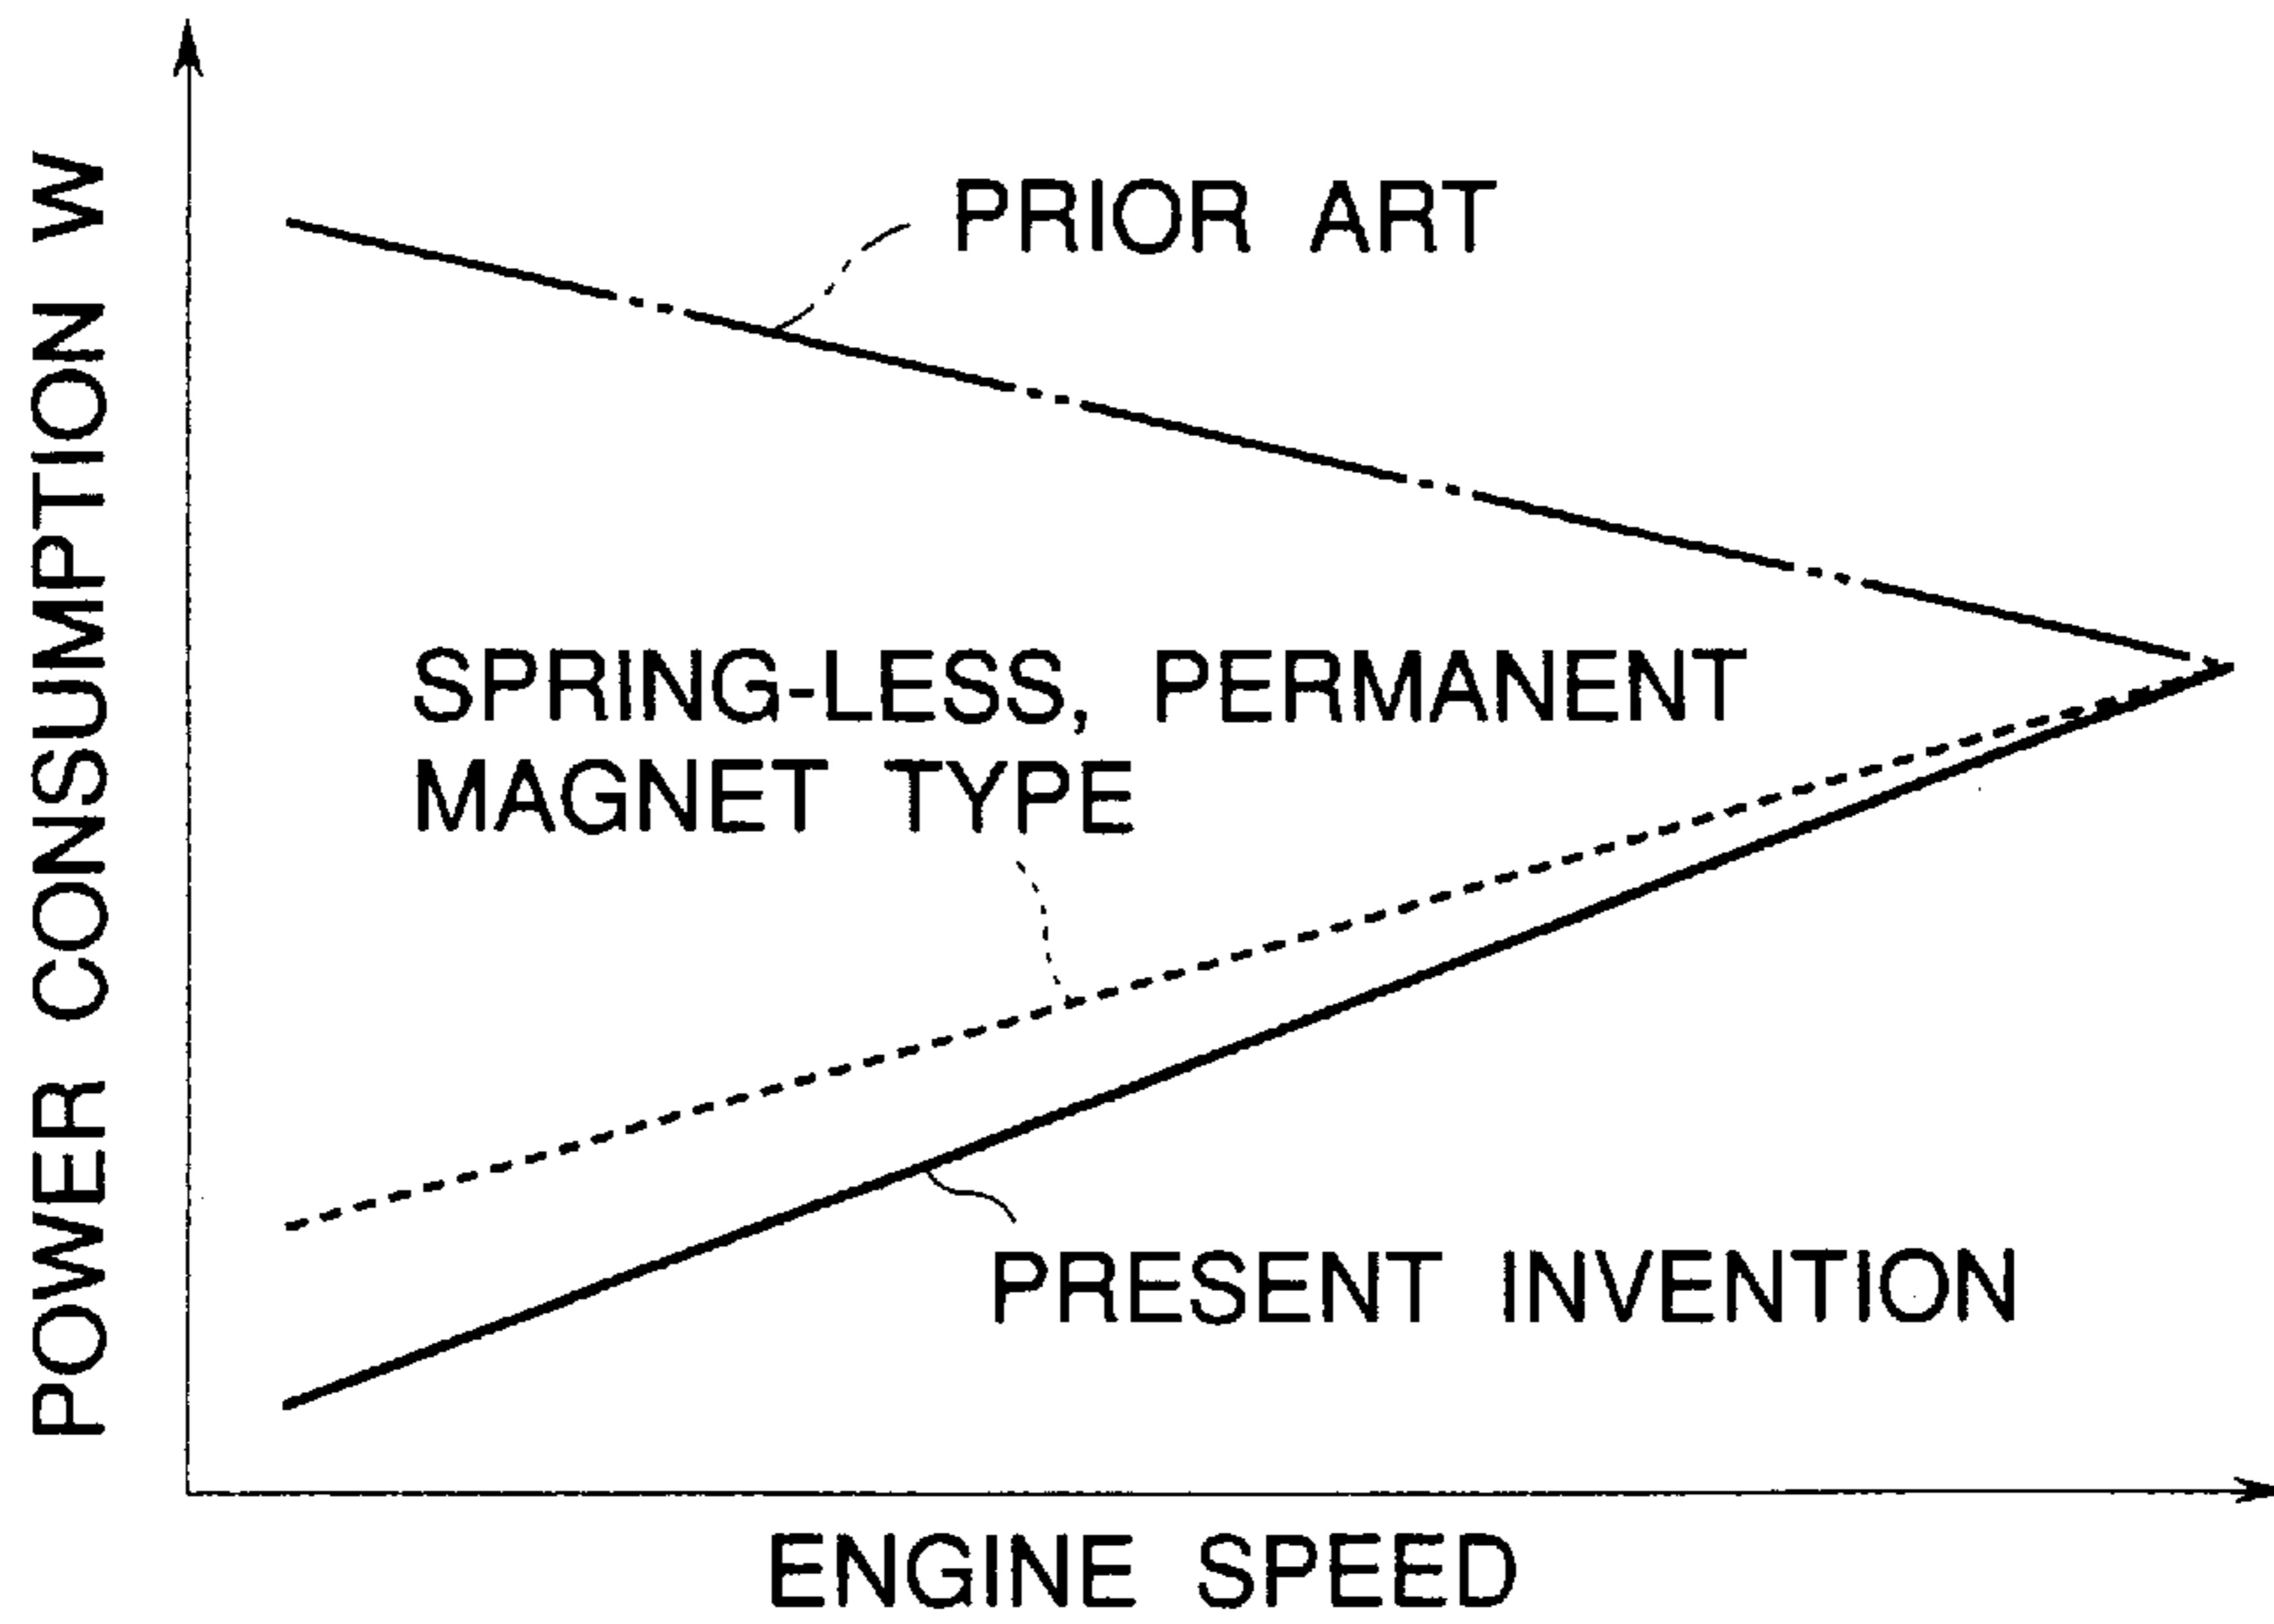 POWER CONSUMPTION W
PRIOR ART
SPRING-LESS, PERMANENT
MAGNET TYPE
PRESENT INVENTION
ENGINE SPEED